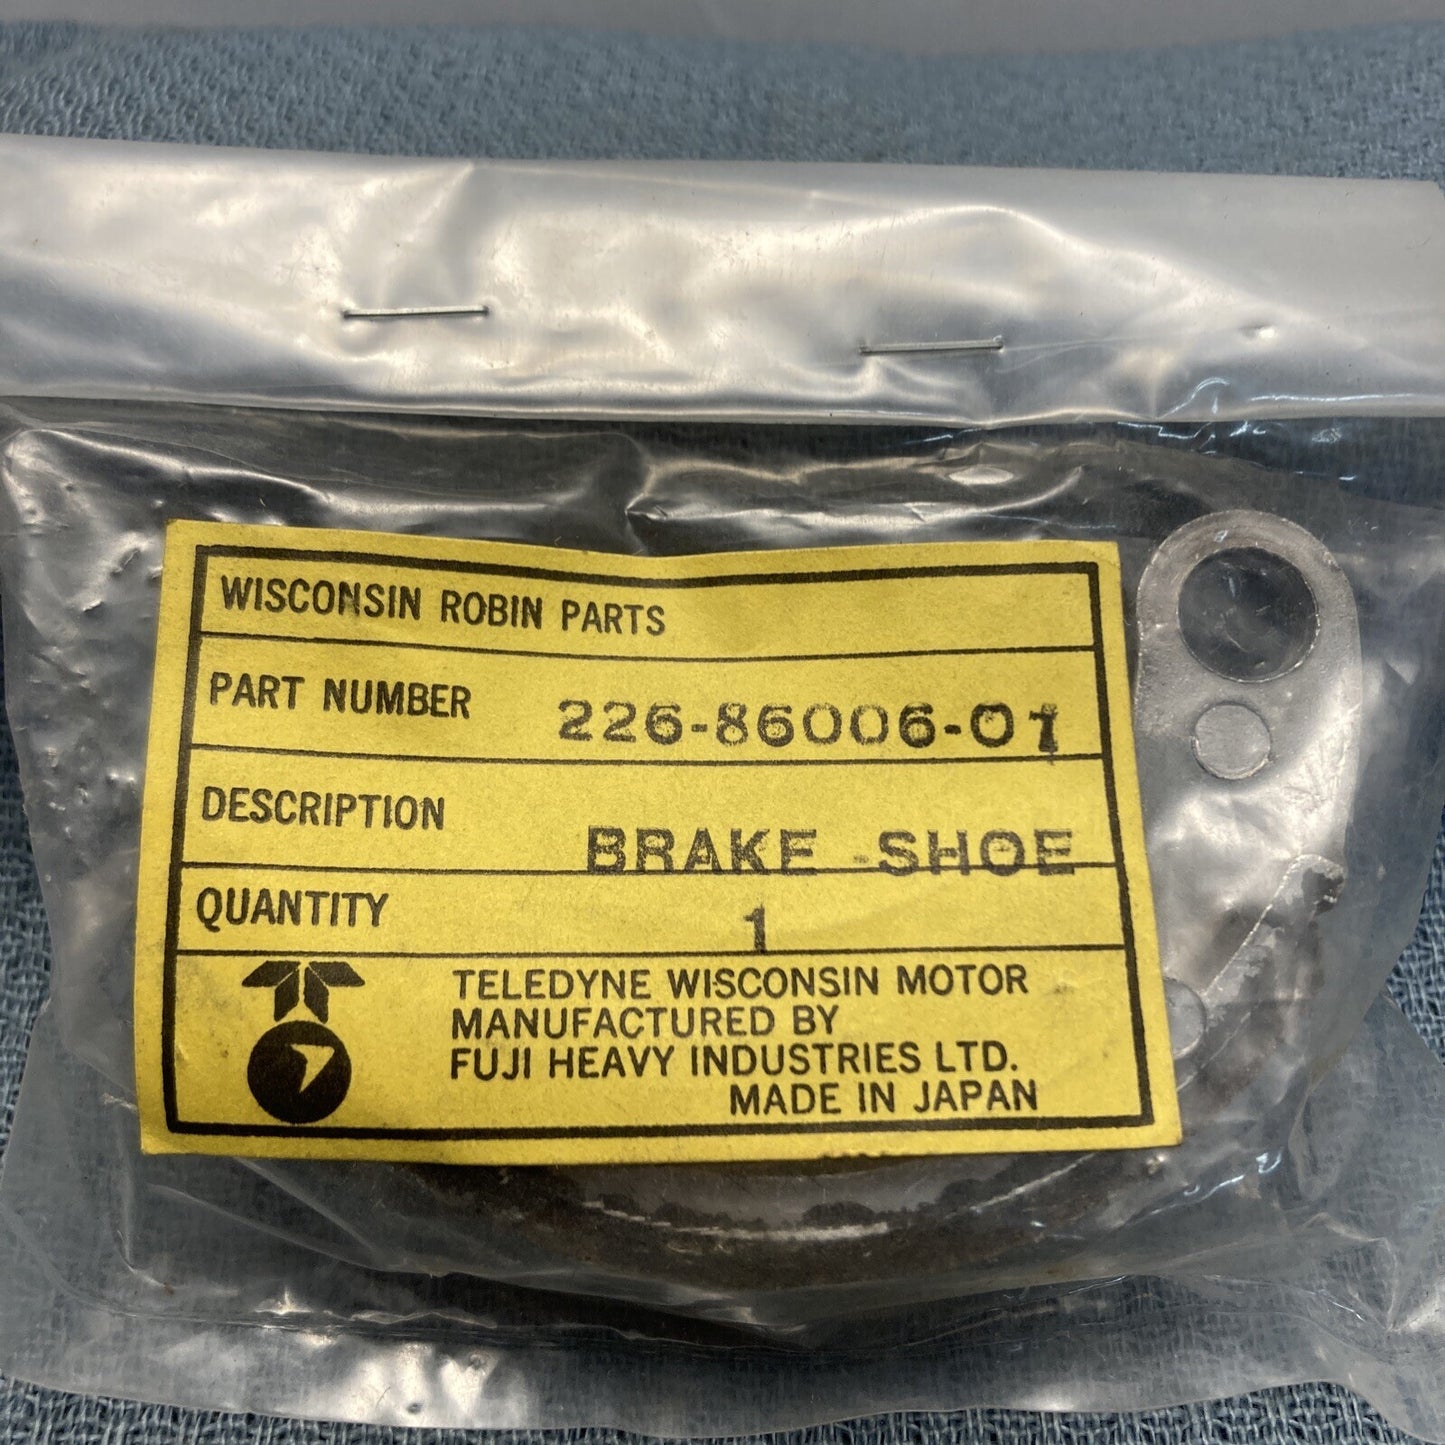 WISCONSIN ROBIN PARTS
PART NUMBER 226-86006-01
DESCRIPTION BRAKE SHOE
QUANTITY 1
TELEDYNE WISCONSIN MOTOR
MANUFACTURED BY
FUJI HEAVY INDUSTRIES LTD.
MADE IN JAPAN